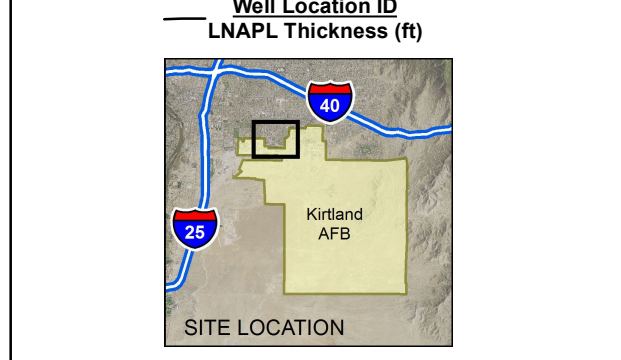 Well Location ID
LNAPL Thickness (ft)
40
Kirtland
AFB
25
SITE LOCATION